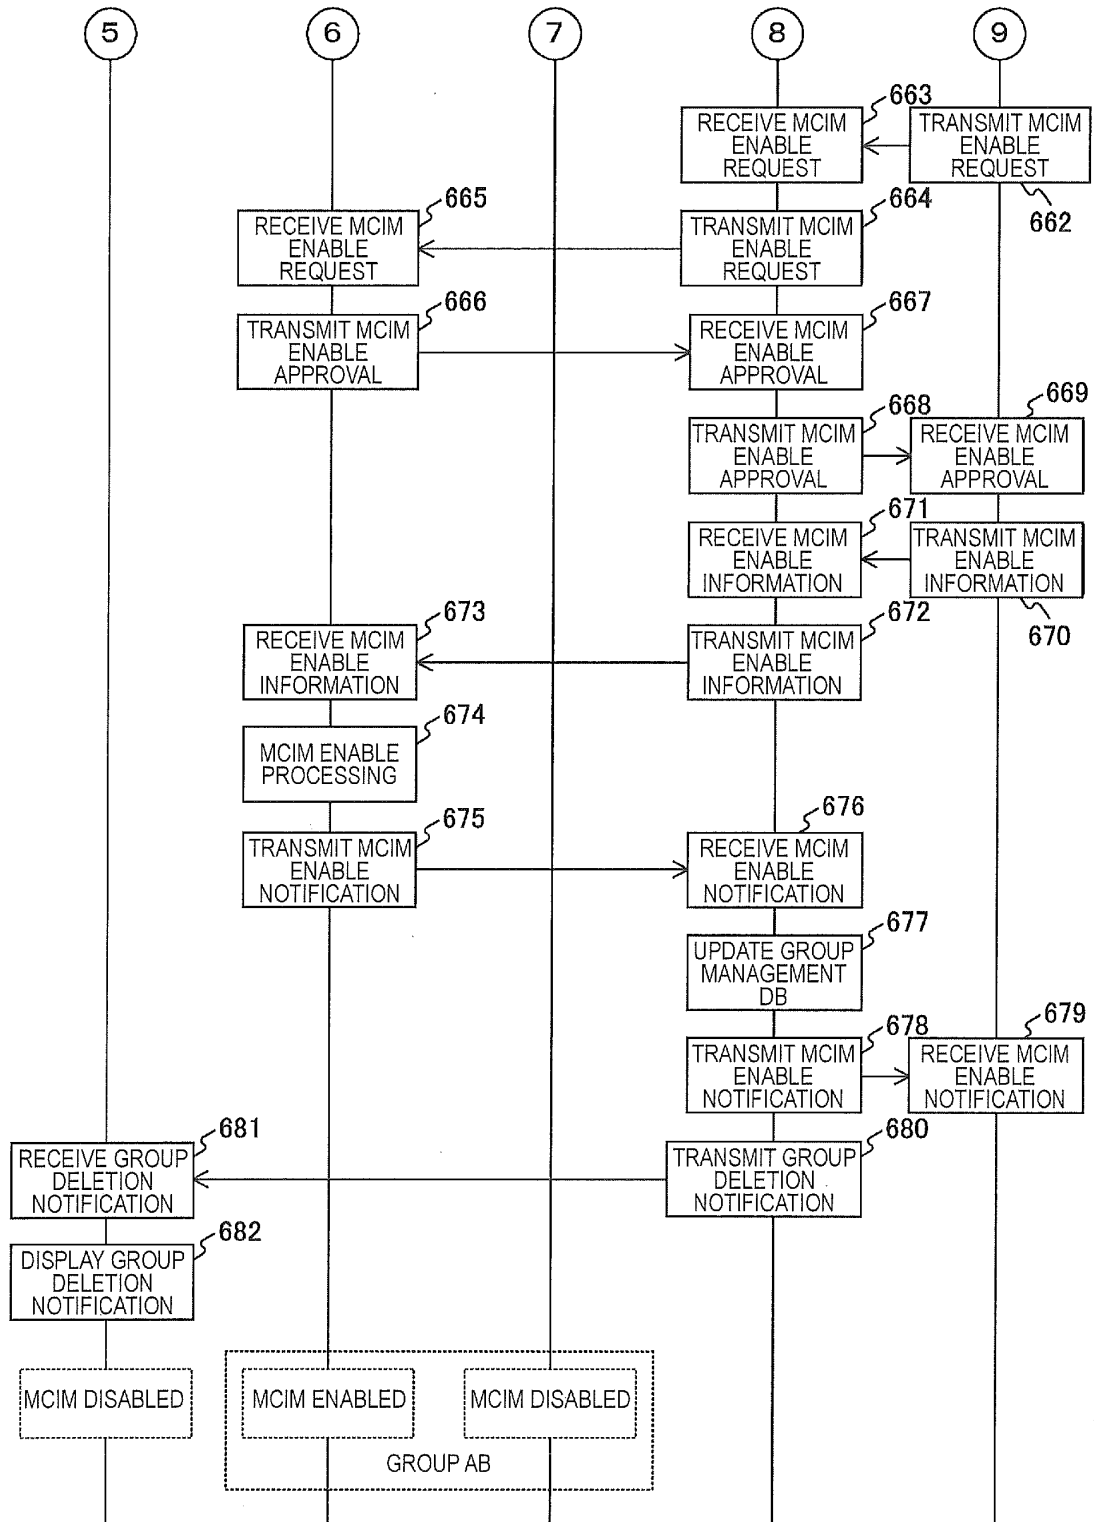 5
6
7
8
9
663
RECEIVE MCIM
ENABLE
REQUEST
TRANSMIT MCIM
ENABLE
REQUEST
662
665
RECEIVE MCIM
ENABLE
REQUEST
664
TRANSMIT MCIM
ENABLE
REQUEST
666
TRANSMIT MCIM
ENABLE
APPROVAL
667
RECEIVE MCIM
ENABLE
APPROVAL
668
TRANSMIT MCIM
ENABLE
APPROVAL
669
RECEIVE MCIM
ENABLE
APPROVAL
671
RECEIVE MCIM
ENABLE
INFORMATION
TRANSMIT MCIM
ENABLE
INFORMATION
670
673
RECEIVE MCIM
ENABLE
INFORMATION
672
TRANSMIT MCIM
ENABLE
INFORMATION
674
MCIM ENABLE
PROCESSING
675
TRANSMIT MCIM
ENABLE
NOTIFICATION
676
RECEIVE MCIM
ENABLE
NOTIFICATION
677
UPDATE GROUP
MANAGEMENT
DB
678
TRANSMIT MCIM
ENABLE
NOTIFICATION
679
RECEIVE MCIM
ENABLE
NOTIFICATION
681
RECEIVE GROUP
DELETION
NOTIFICATION
680
TRANSMIT GROUP
DELETION
NOTIFICATION
682
DISPLAY GROUP
DELETION
NOTIFICATION
MCIM DISABLED
MCIM ENABLED
MCIM DISABLED
GROUP AB